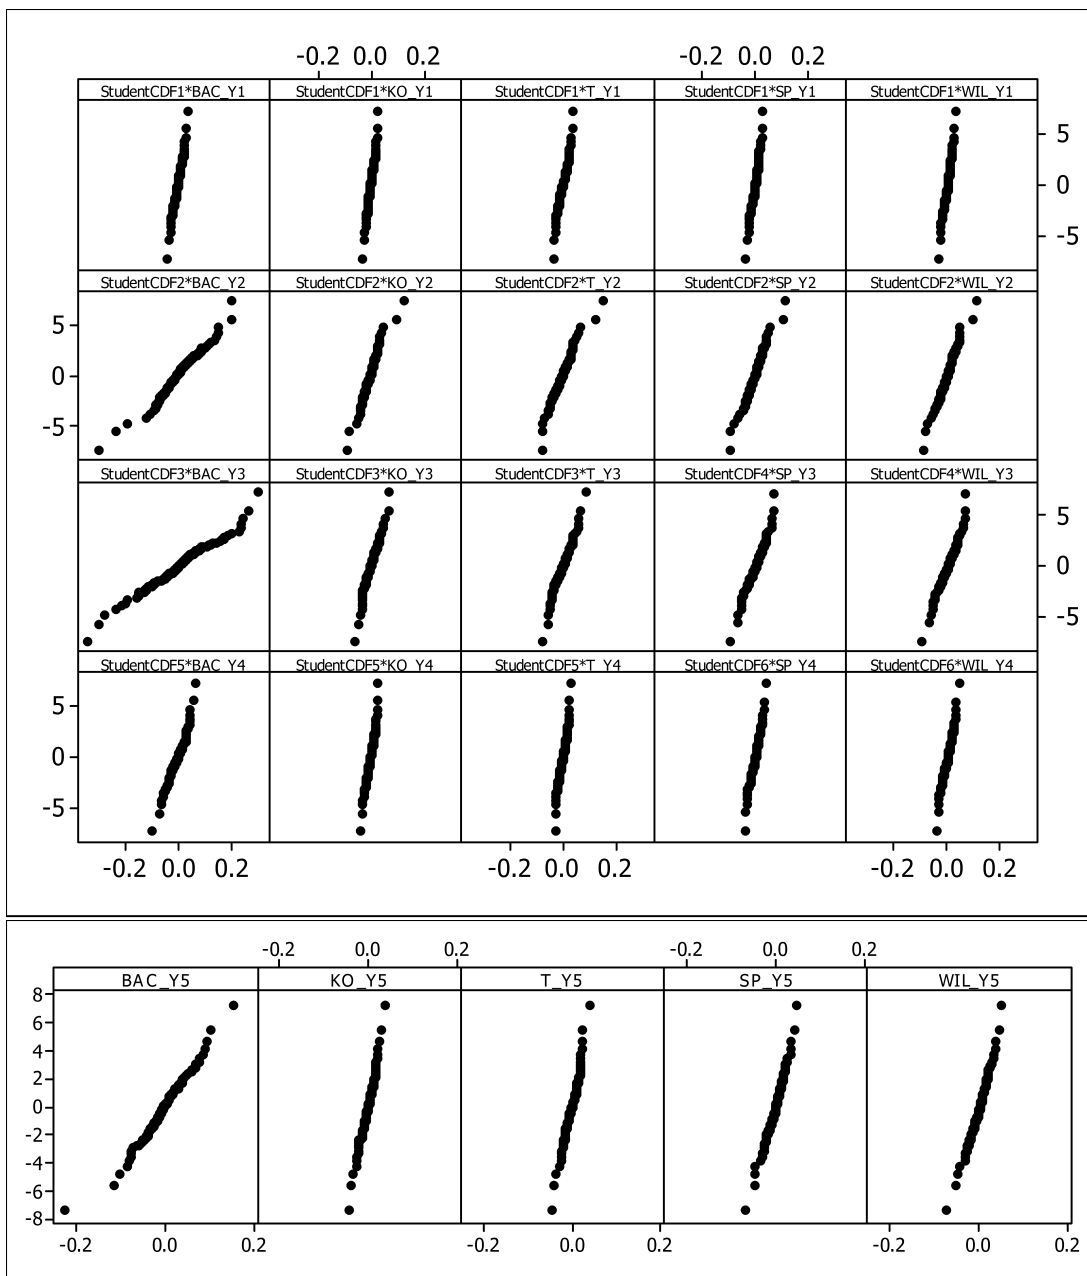 -0.2 0.0 0.2 -0.2 0.0 0.2
StudentCDF1*BAC_Y1 StudentCDF1*KO_Y1 StudentCDF1*T_Y1 StudentCDF1*SP_Y1 StudentCDF1*WIL_Y1
5
0
-5
StudentCDF2*BAC_Y2 StudentCDF2*KO_Y2 StudentCDF2*T_Y2 StudentCDF2*SP_Y2 StudentCDF2*WIL_Y2
5
0
-5
StudentCDF3*BAC_Y3 StudentCDF3*KO_Y3 StudentCDF3*T_Y3 StudentCDF4*SP_Y3 StudentCDF4*WIL_Y3
5
0
-5
StudentCDF5*BAC_Y4 StudentCDF5*KO_Y4 StudentCDF5*T_Y4 StudentCDF6*SP_Y4 StudentCDF6*WIL_Y4
5
0
-5
-0.2 0.0 0.2 -0.2 0.0 0.2 -0.2 0.0 0.2
-0.2 0.0 0.2 -0.2 0.0 0.2
BAC_Y5 KO_Y5 T_Y5 SP_Y5 WIL_Y5
8
6
4
2
0
-2
-4
-6
-8
-0.2 0.0 0.2 -0.2 0.0 0.2 -0.2 0.0 0.2